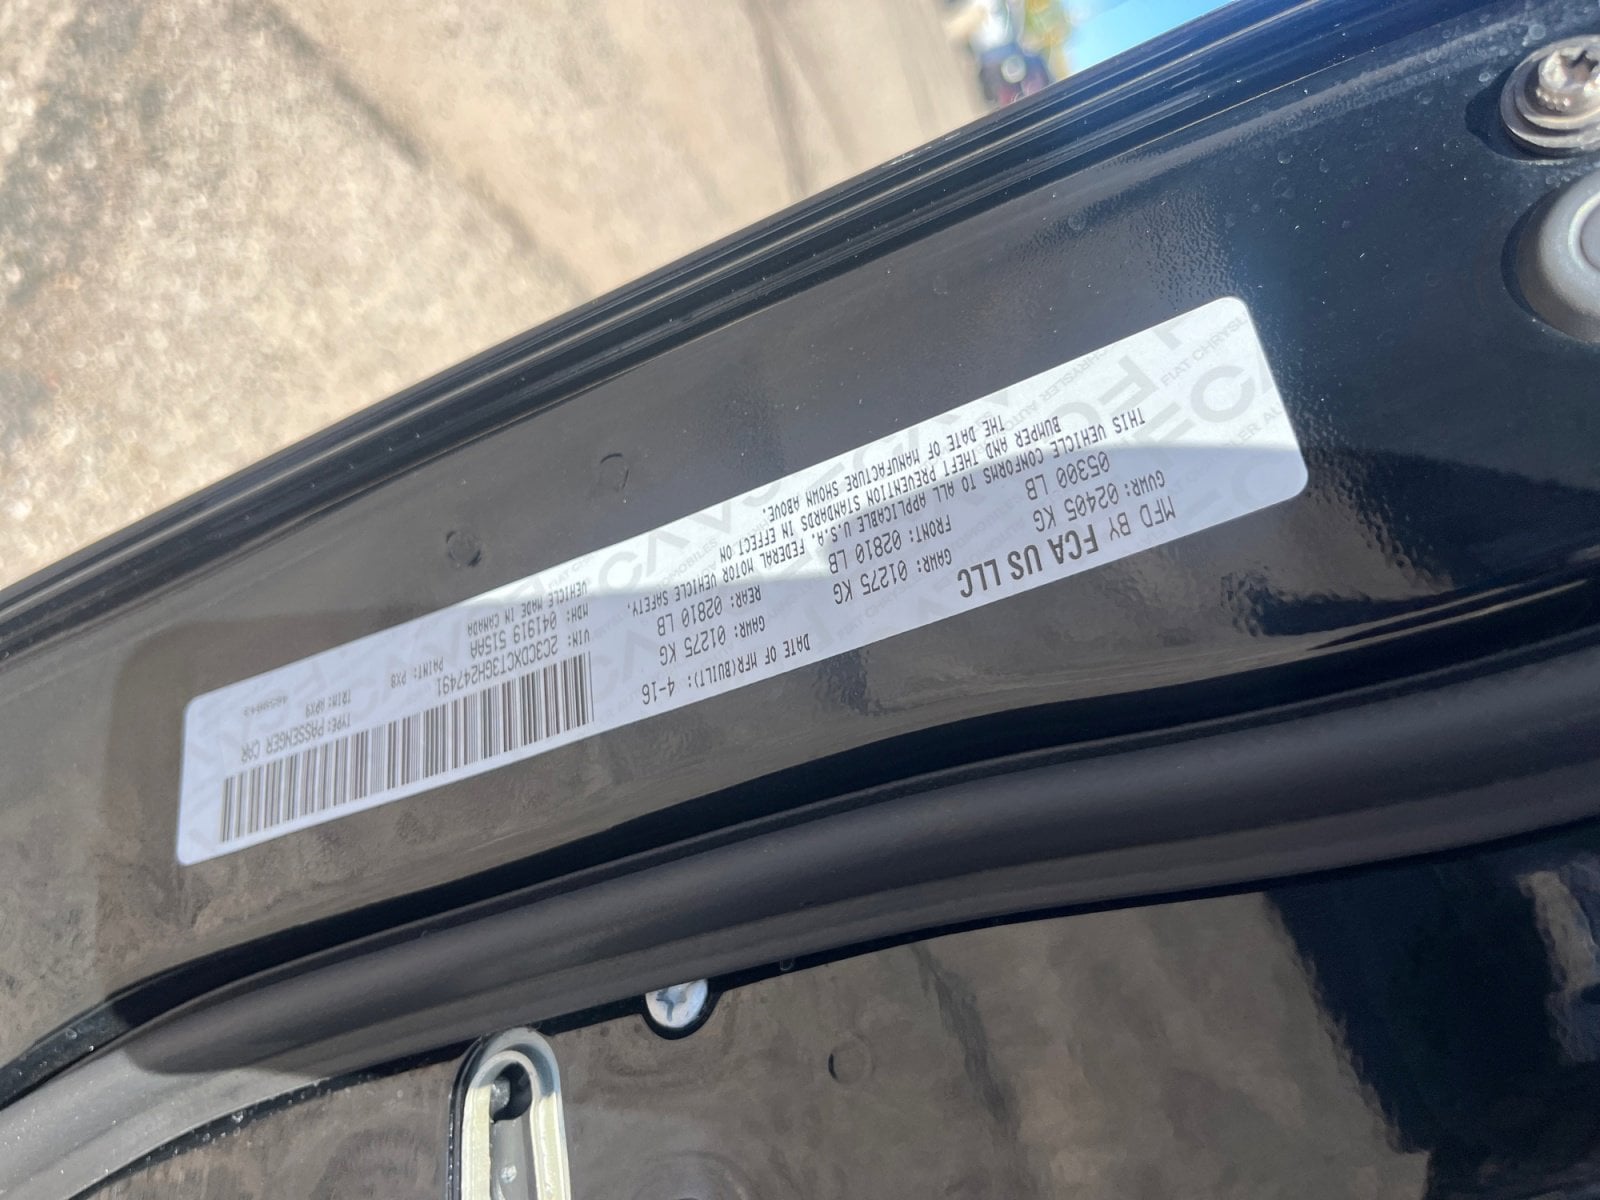 MFD BY FCA US LLC
DATE OF MFR(BUILT): 4-16
GVWR: 02405 KG
05300 LB
GAWR: 01275 KG
FRONT: 02810 LB
GAWR: 01275 KG
REAR: 02810 LB
THIS VEHICLE CONFORMS TO ALL APPLICABLE U.S.A. FEDERAL MOTOR VEHICLE SAFETY,
BUMPER AND THEFT PREVENTION STANDARDS IN EFFECT ON
THE DATE OF MANUFACTURE SHOWN ABOVE.
VIN: 2C3CDXCT3GH247491
TYPE: PASSENGER CAR
MDH: 041919 515AA
PAINT: PX8
TRIM: APX9
VEHICLE MADE IN CANADA